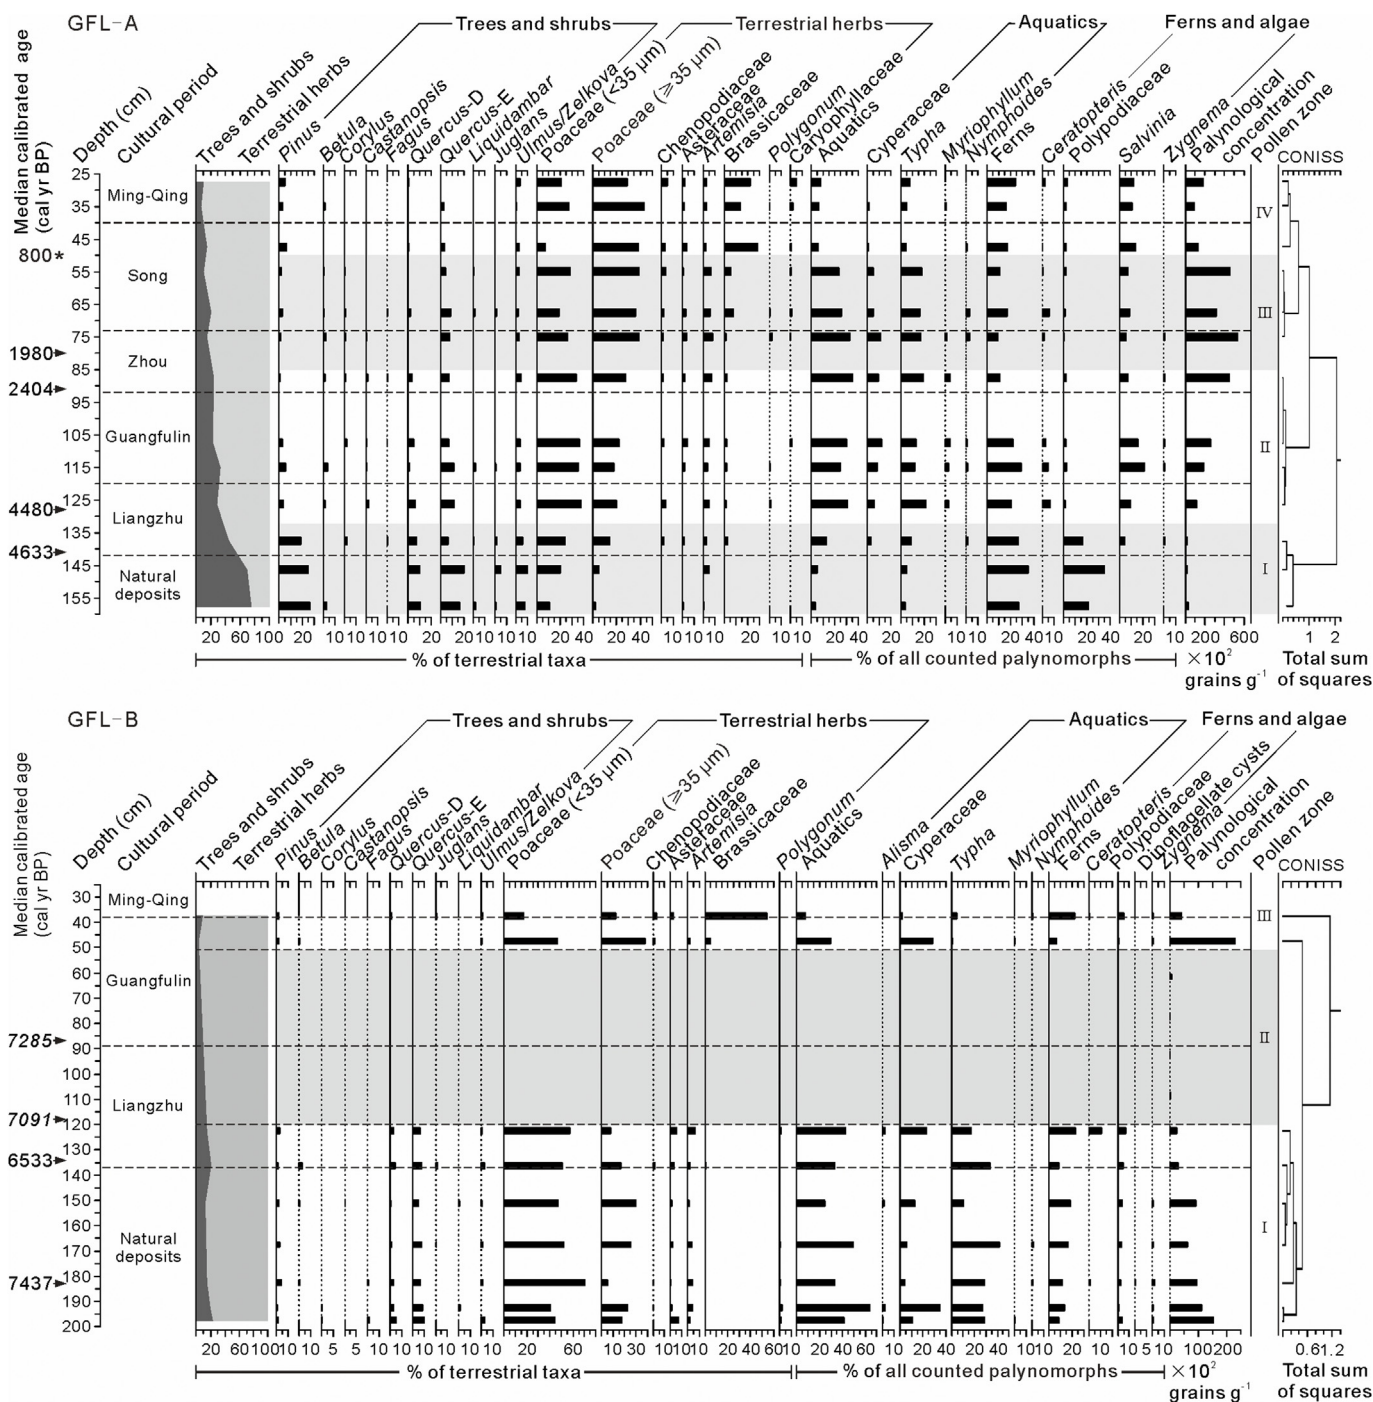 GFL-A
Trees and shrubs
Terrestrial herbs
Aquatics
Ferns and algae
Median calibrated age
(cal yr BP)
Depth (cm)
Cultural period
Trees and shrubs
Terrestrial herbs
Pinus
Betula
Corylus
Castanopsis
Fagus
Quercus-D
Quercus-E
Liquidambar
Juglans
Ulmus/Zelkova
Poaceae (<35 μm)
Poaceae (≥35 μm)
Chenopodiaceae
Asteraceae
Artemisia
Brassicaceae
Polygonum
Caryophyllaceae
Aquatics
Cyperaceae
Typha
Myriophyllum
Nymphoides
Ferns
Ceratopteris
Polypodiaceae
Salvinia
Zygnema
Palynological
concentration
Pollen zone
CONISS
25
35
45
55
65
75
85
95
105
115
125
135
145
155
800*
1980
2404
4480
4633
Ming-Qing
Song
Zhou
Guangfulin
Liangzhu
Natural
deposits
IV
III
II
I
20 60 100 20 10 10 10 10 20 20 10 10 10 20 40 20 40 10 10 10 20 10 10 20 40 20 20 10 10 20 40 10 20 40 20 10 200 600 1 2
% of terrestrial taxa
% of all counted palynomorphs
×10² grains g⁻¹
Total sum
of squares
GFL-B
Trees and shrubs
Terrestrial herbs
Aquatics
Ferns and algae
Median calibrated age
(cal yr BP)
Depth (cm)
Cultural period
Trees and shrubs
Terrestrial herbs
Pinus
Betula
Corylus
Castanopsis
Fagus
Quercus-D
Quercus-E
Juglans
Liquidambar
Ulmus/Zelkova
Poaceae (<35 μm)
Poaceae (≥35 μm)
Chenopodiaceae
Asteraceae
Artemisia
Brassicaceae
Polygonum
Aquatics
Alisma
Cyperaceae
Typha
Myriophyllum
Nymphoides
Ferns
Ceratopteris
Polypodiaceae
Dinoflagellate cysts
Zygnema
Palynological
concentration
Pollen zone
CONISS
30
40
50
60
70
80
90
100
110
120
130
140
150
160
170
180
190
200
7285
7091
6533
7437
Ming-Qing
Guangfulin
Liangzhu
Natural
deposits
III
II
I
20 60 100 10 10 5 5 10 10 10 10 10 10 20 60 10 30 10 10 10 20 40 60 10 20 40 60 10 20 20 10 10 10 20 10 10 5 10 100 200 0.6 1.2
% of terrestrial taxa
% of all counted palynomorphs
×10²
grains g⁻¹
Total sum
of squares